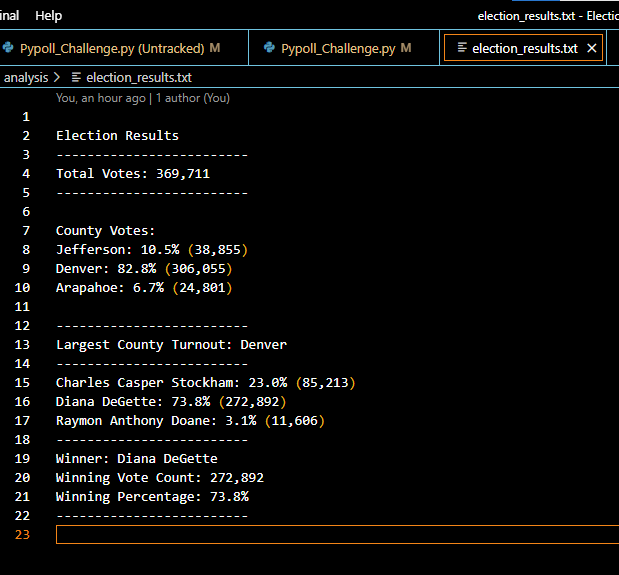 inal Help election_results.txt - Electio
Pypoll_Challenge.py (Untracked) M Pypoll_Challenge.py M election_results.txt
analysis > election_results.txt
You, an hour ago | 1 author (You)
1
2 Election Results
3 -------------------------
4 Total Votes: 369,711
5 -------------------------
6
7 County Votes:
8 Jefferson: 10.5% (38,855)
9 Denver: 82.8% (306,055)
10 Arapahoe: 6.7% (24,801)
11
12 -------------------------
13 Largest County Turnout: Denver
14 -------------------------
15 Charles Casper Stockham: 23.0% (85,213)
16 Diana DeGette: 73.8% (272,892)
17 Raymon Anthony Doane: 3.1% (11,606)
18 -------------------------
19 Winner: Diana DeGette
20 Winning Vote Count: 272,892
21 Winning Percentage: 73.8%
22 -------------------------
23